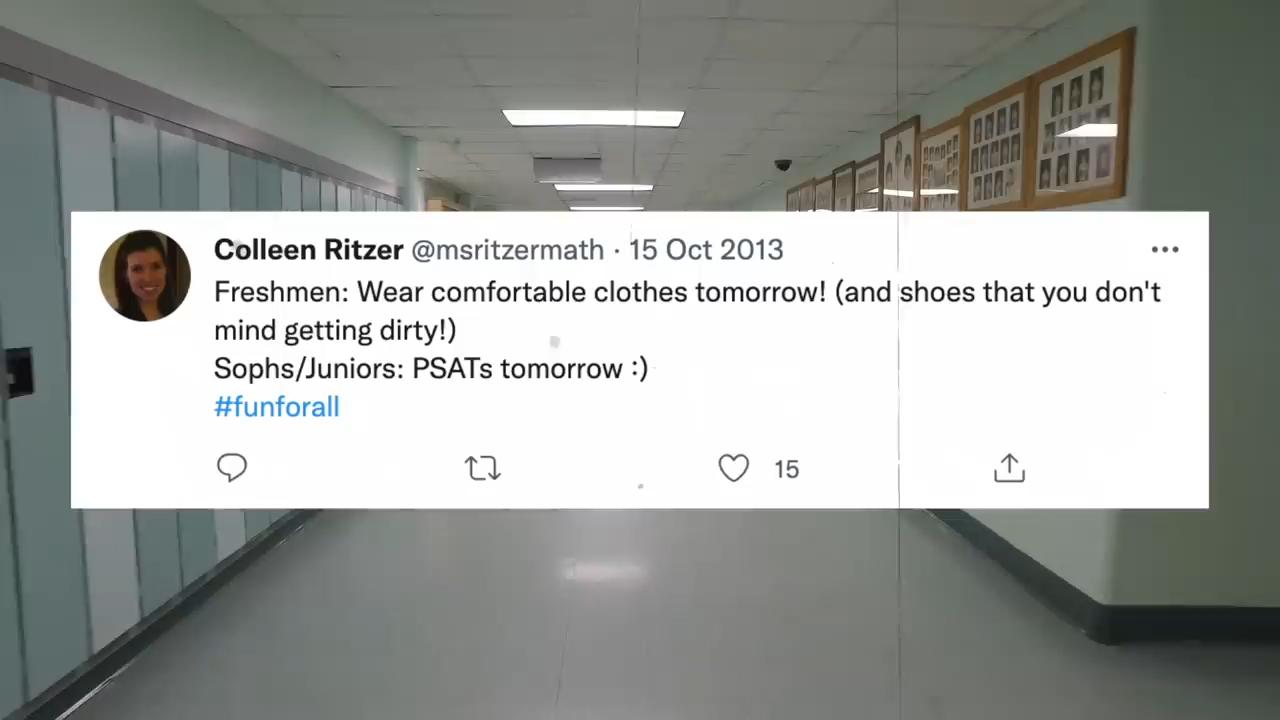 Colleen Ritzer @msritzermath · 15 Oct 2013
Freshmen: Wear comfortable clothes tomorrow! (and shoes that you don't
mind getting dirty!)
Sophs/Juniors: PSATs tomorrow :)
#funforall
15